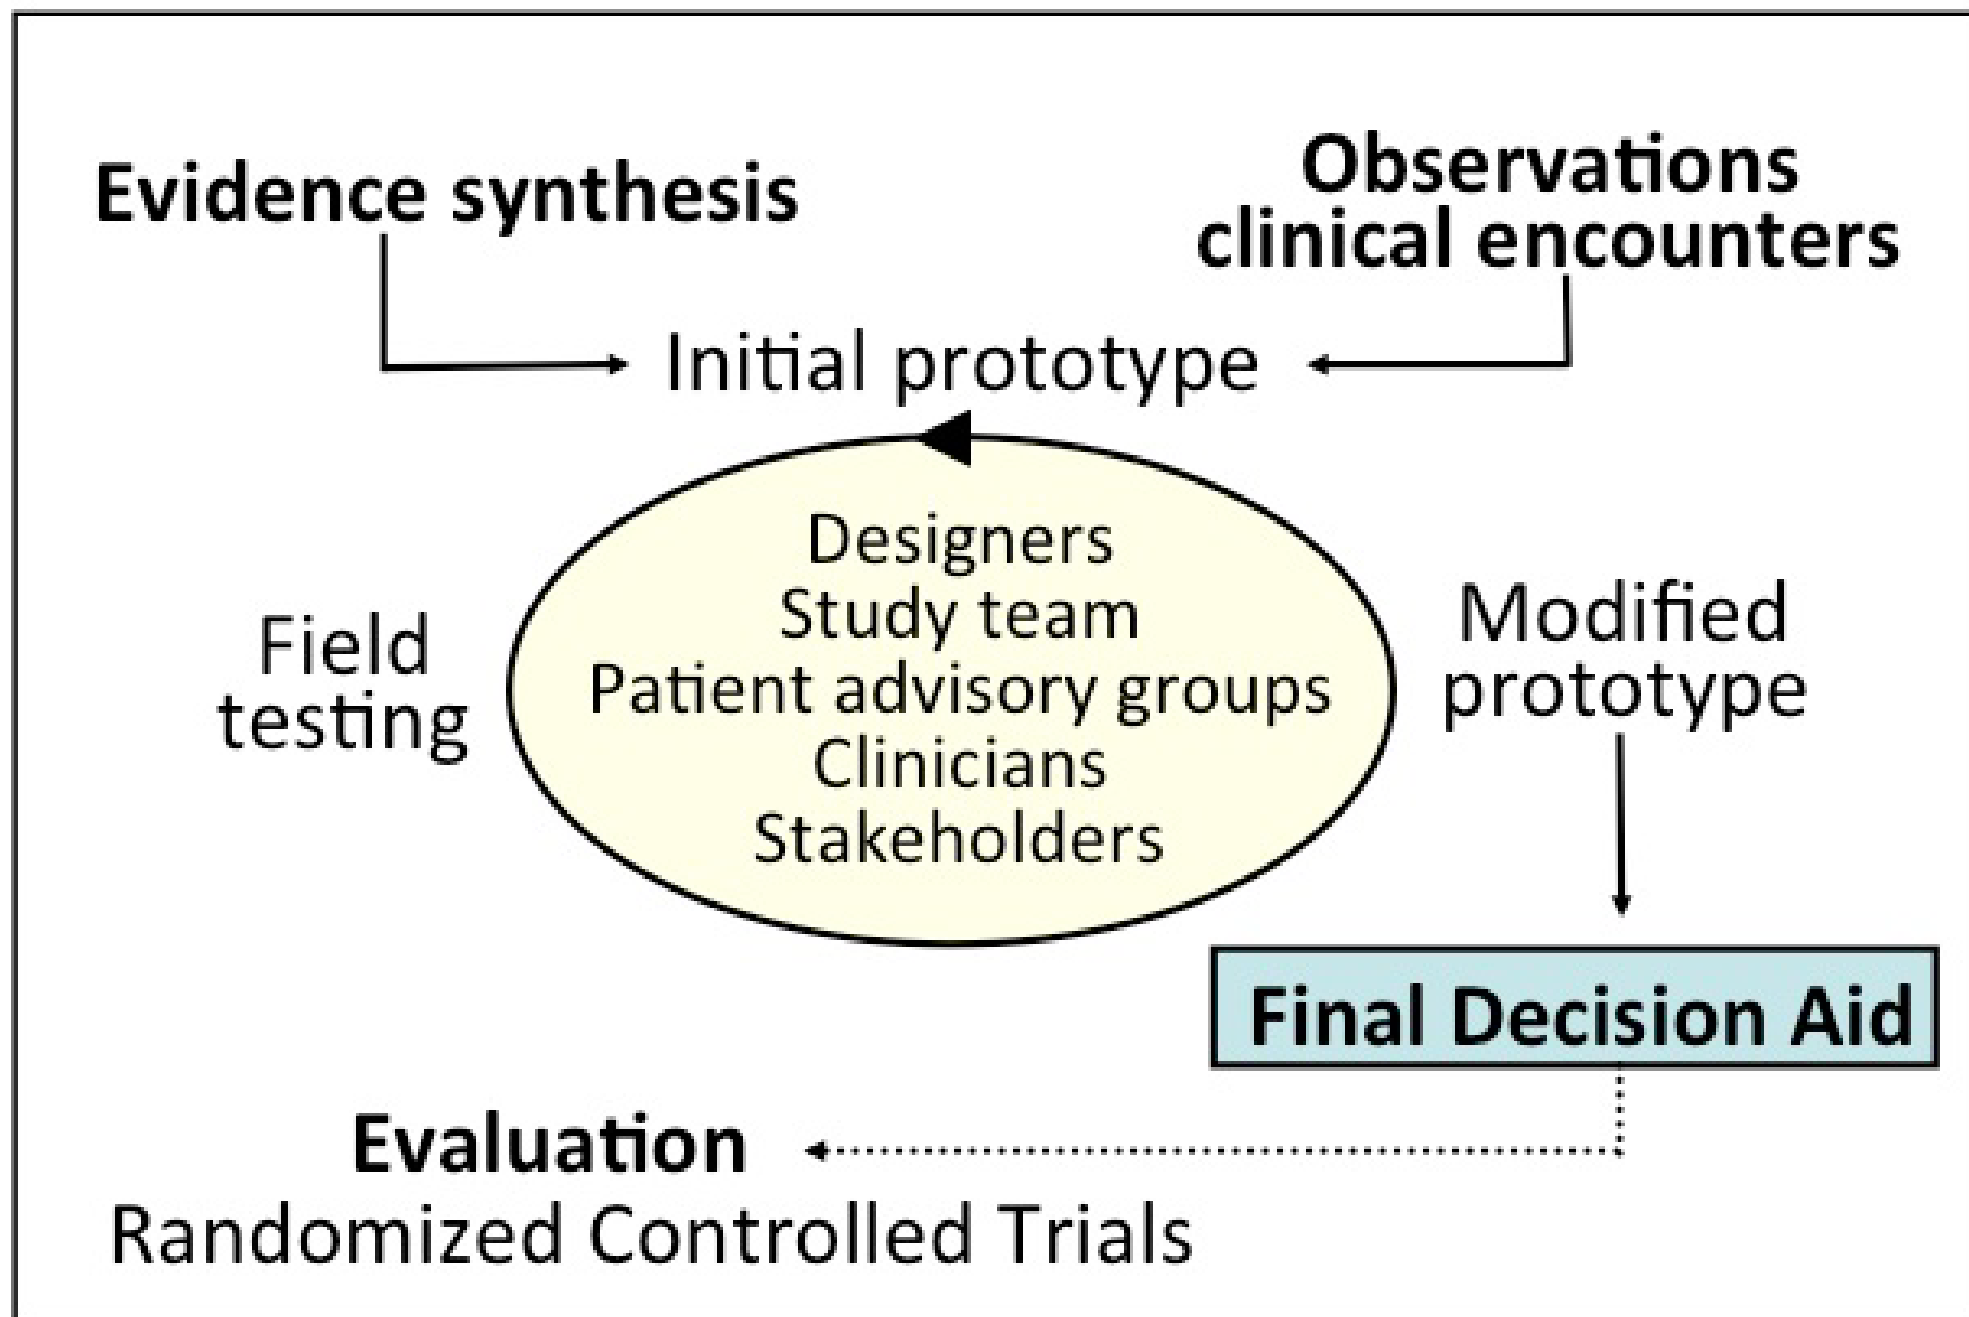 Evidence synthesis
Observations
clinical encounters
Initial prototype
Designers
Study team
Patient advisory groups
Clinicians
Stakeholders
Field
testing
Modified
prototype
Final Decision Aid
Evaluation
Randomized Controlled Trials